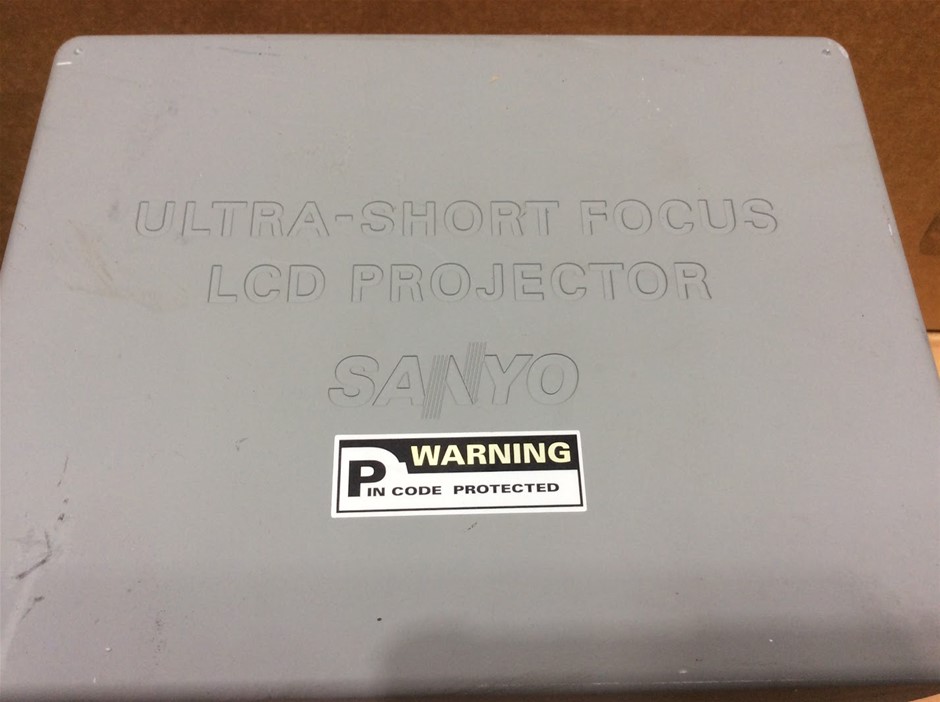 ULTRA-SHORT FOCUS
LCD PROJECTOR
SANYO
WARNING
PIN CODE PROTECTED